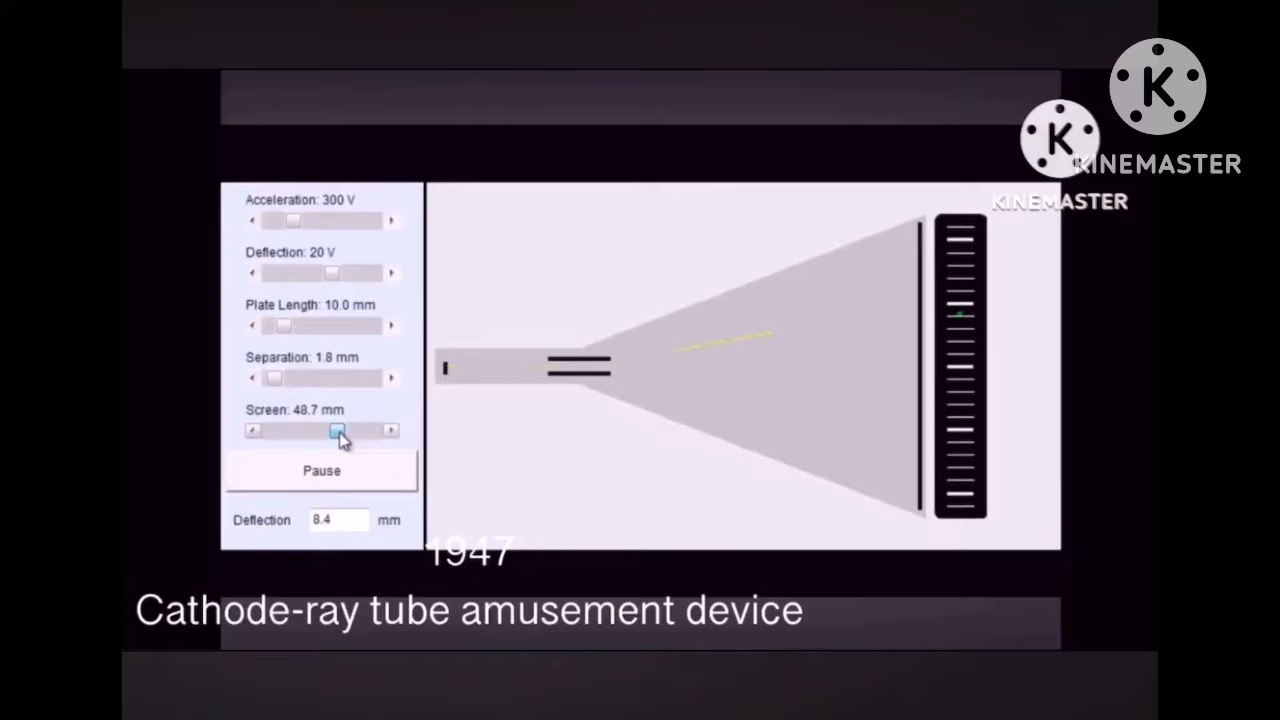 Acceleration: 300 V
Deflection: 20 V
Plate Length: 10.0 mm
Separation: 1.8 mm
Screen: 48.7 mm
Pause
Deflection 8.4 mm
K
KINEMASTER
K
KINEMASTER
1947
Cathode-ray tube amusement device